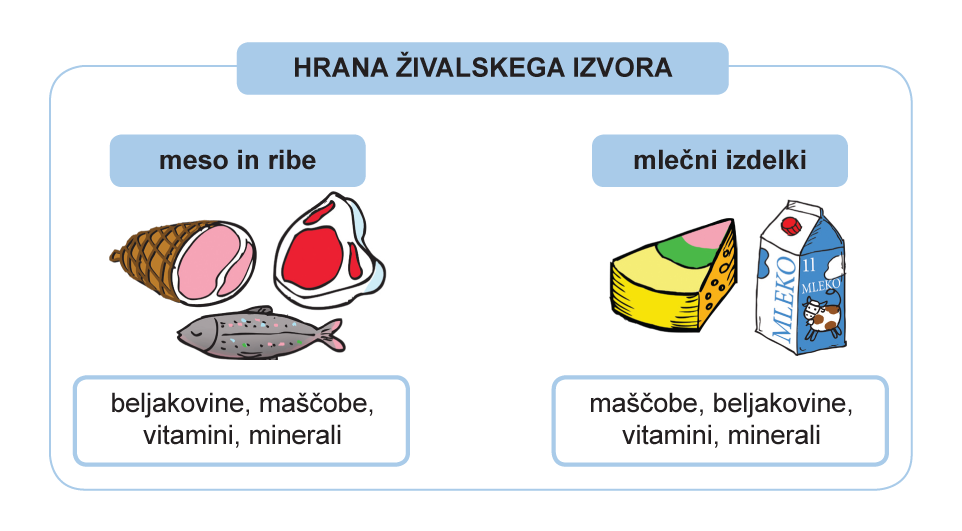 HRANA ŽIVALSKEGA IZVORA
meso in ribe
mlečni izdelki
MLEKO
1l
MLEKO
beljakovine, maščobe,
vitamini, minerali
maščobe, beljakovine,
vitamini, minerali